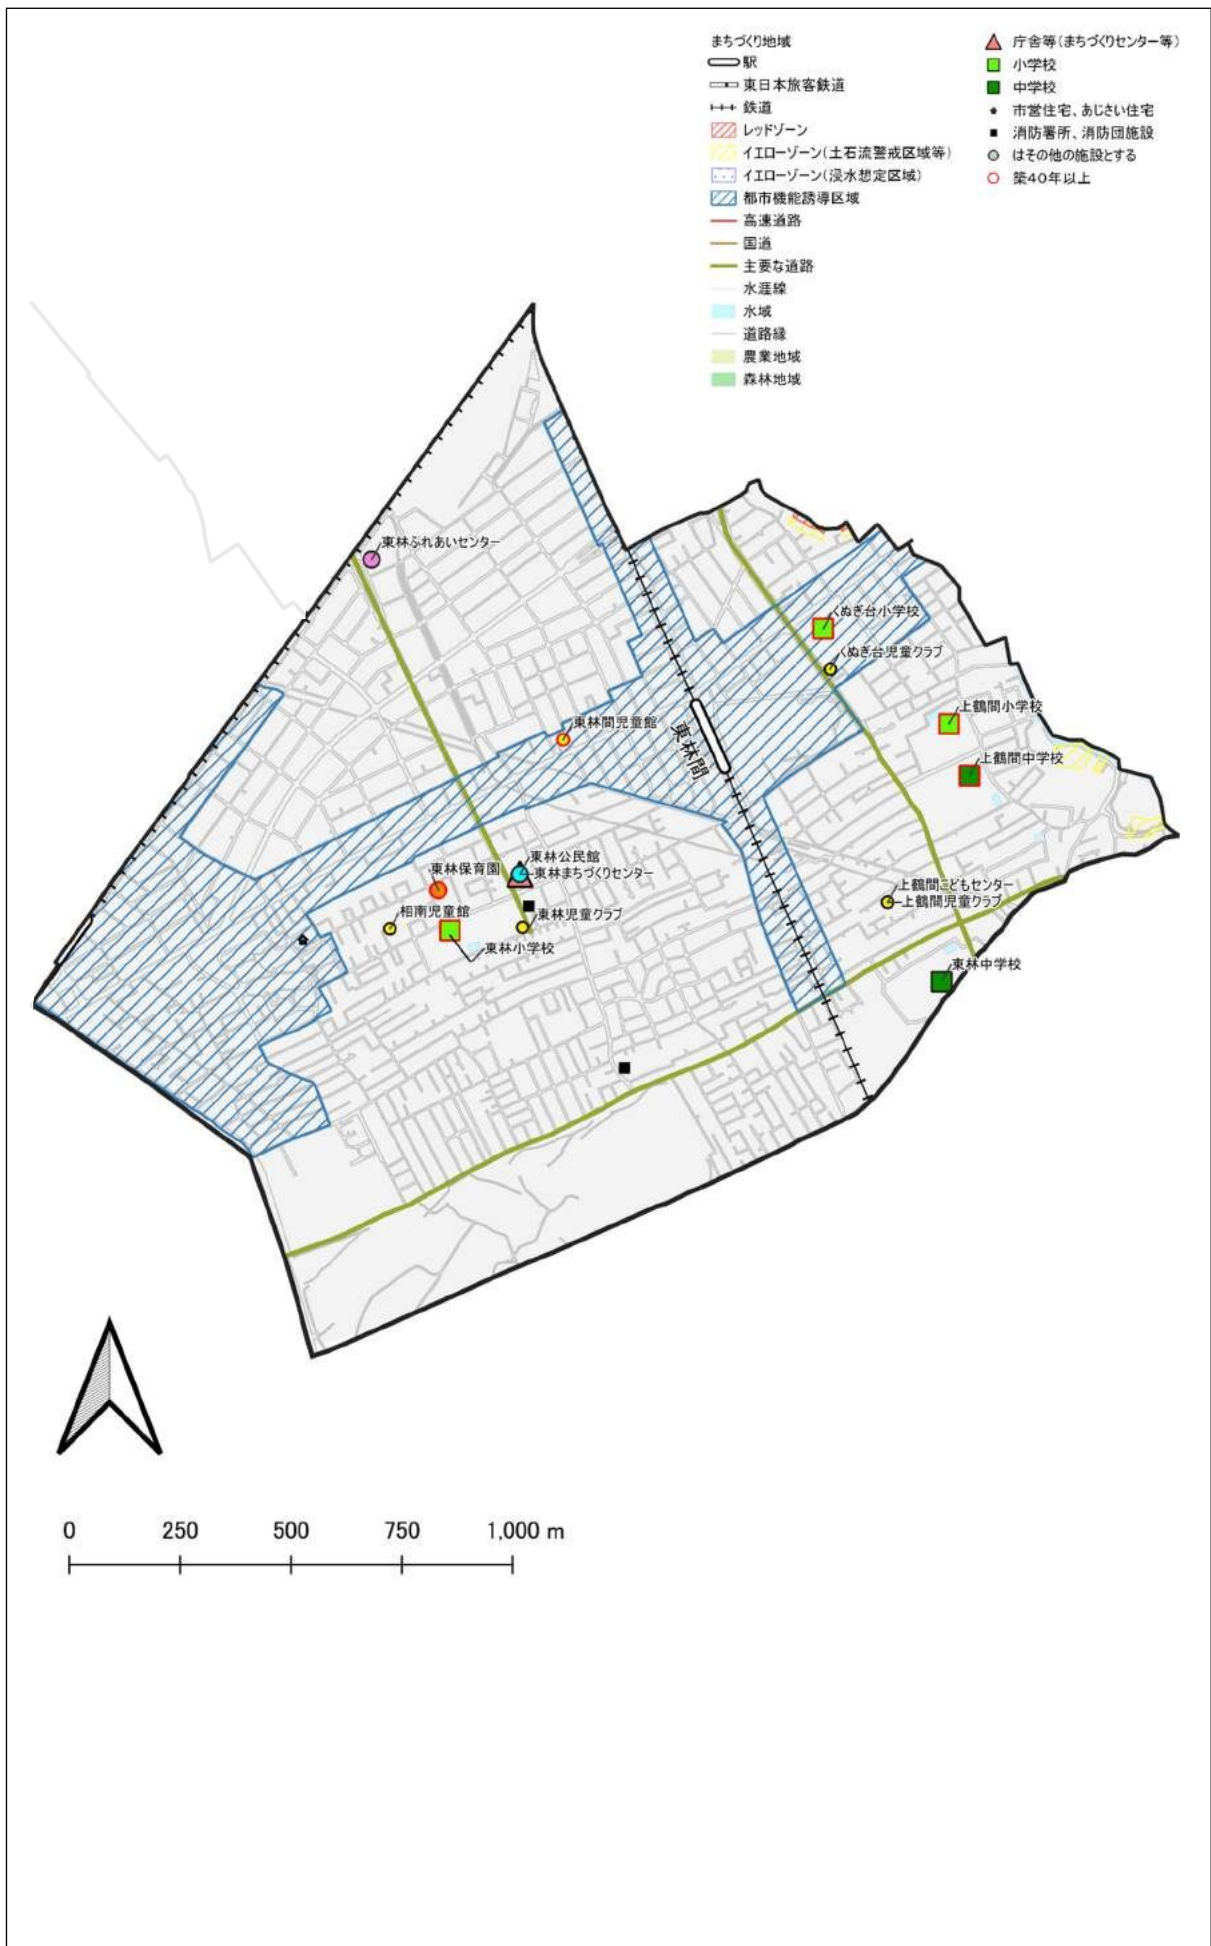 まちづくり地域
駅
東日本旅客鉄道
鉄道
レッドゾーン
イエローゾーン(土石流警戒区域等)
イエローゾーン(浸水想定区域)
都市機能誘導区域
高速道路
国道
主要な道路
水涯線
水域
道路縁
農業地域
森林地域
庁舎等(まちづくりセンター等)
小学校
中学校
市営住宅、あじさい住宅
消防署所、消防団施設
はその他の施設とする
築40年以上
東林ふれあいセンター
くぬぎ台小学校
くぬぎ台児童クラブ
上鶴間小学校
東林間児童館
東林間
上鶴間中学校
東林公民館
東林まちづくりセンター
東林保育園
上鶴間こどもセンター
上鶴間児童クラブ
相南児童館
東林児童クラブ
東林小学校
東林中学校
0 250 500 750 1,000 m